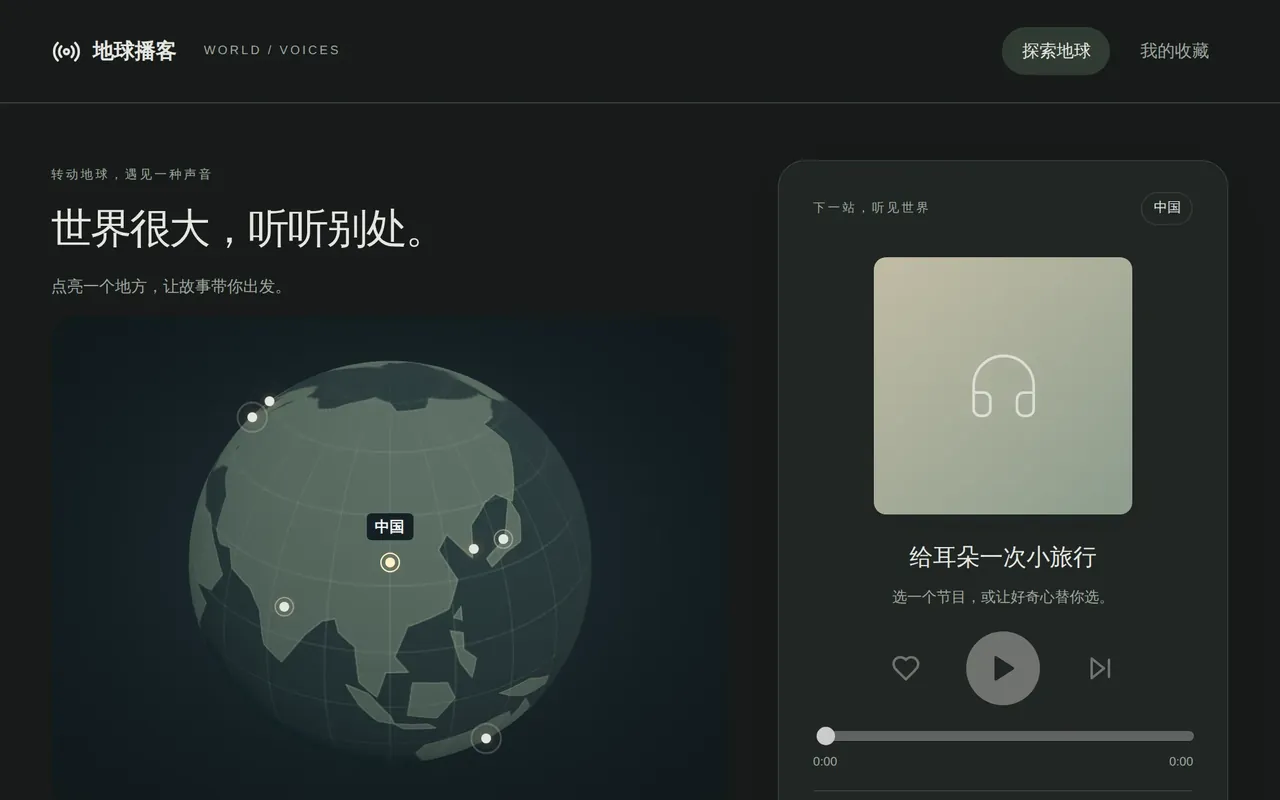 地球播客
WORLD / VOICES
探索地球
我的收藏
转动地球，遇见一种声音
世界很大，听听别处。
点亮一个地方，让故事带你出发。
中国
下一站，听见世界
中国
给耳朵一次小旅行
选一个节目，或让好奇心替你选。
0:00
0:00